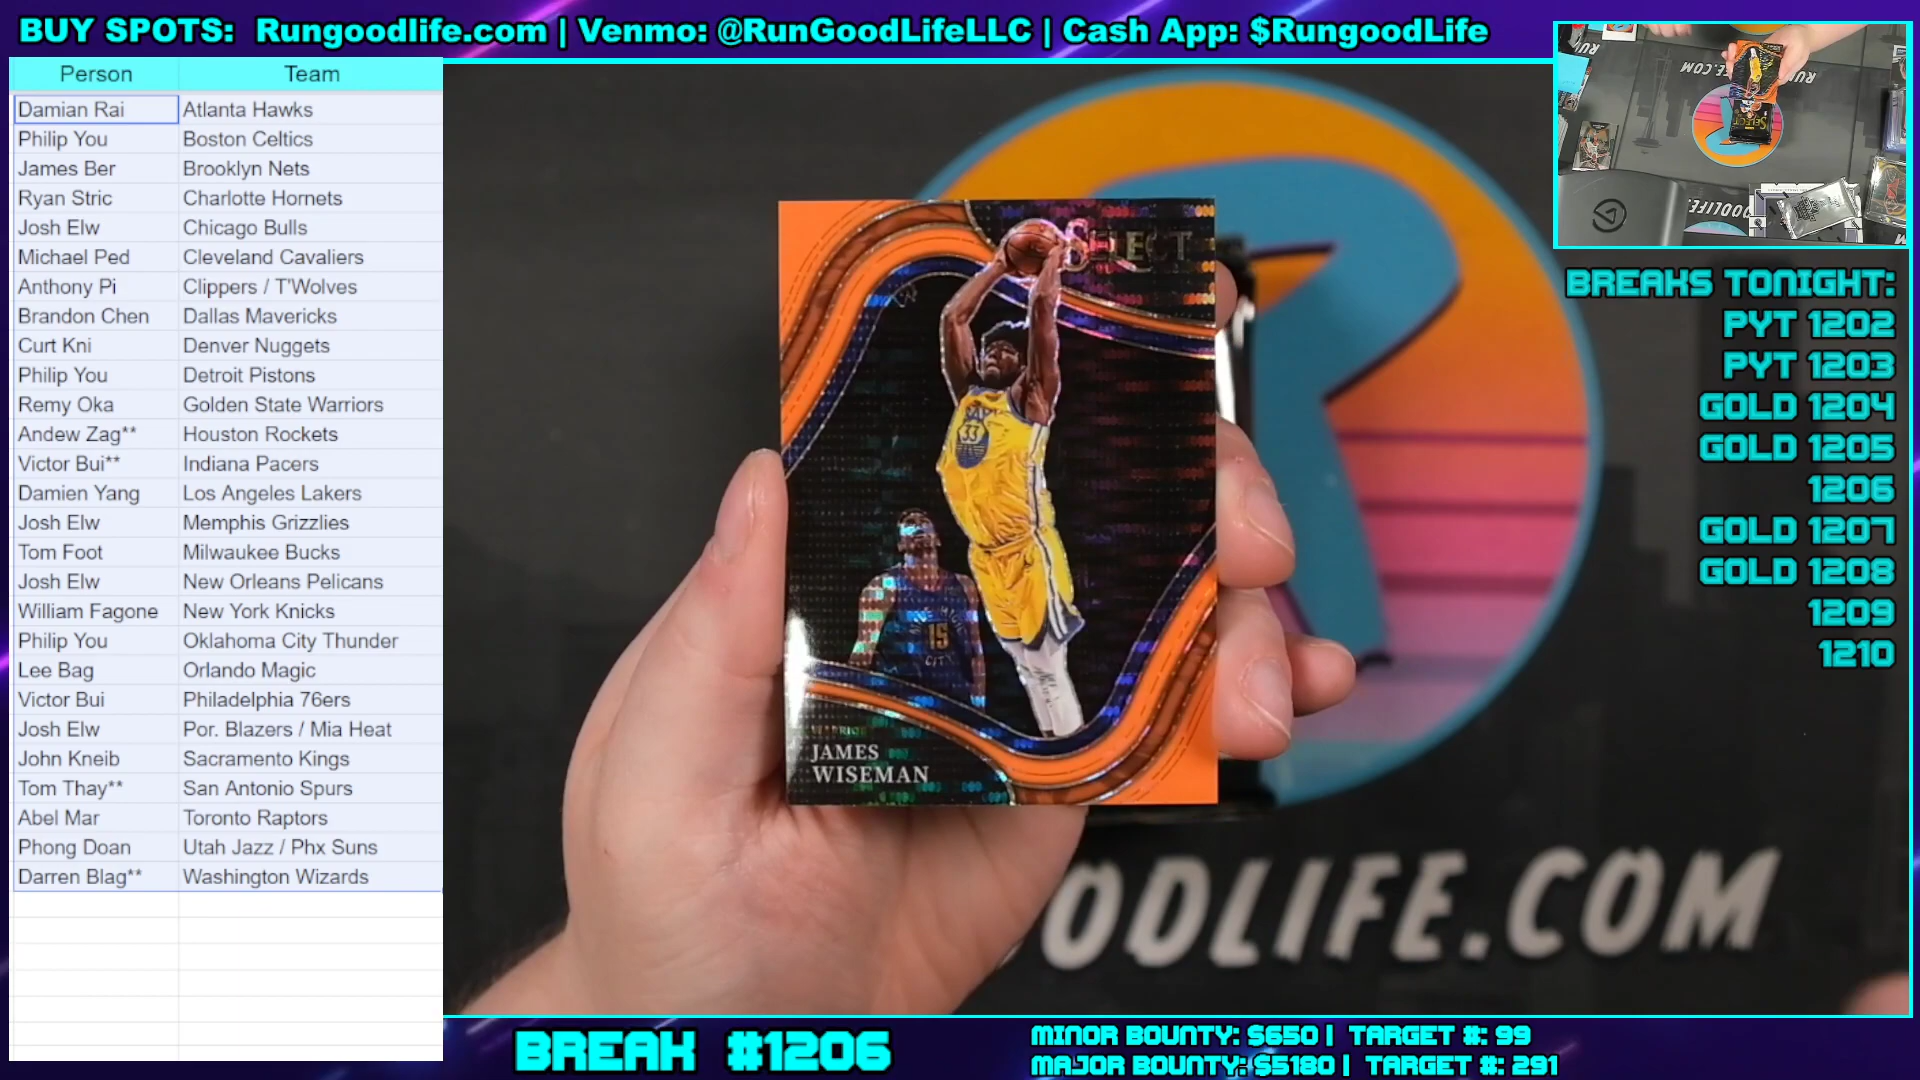 BUY SPOTS: Rungoodlife.com | Venmo: @RunGoodLifeLLC | Cash App: $RungoodLife
Person Team
Damian Rai Atlanta Hawks
Philip You Boston Celtics
James Ber Brooklyn Nets
Ryan Stric Charlotte Hornets
Josh Elw Chicago Bulls
Michael Ped Cleveland Cavaliers
Anthony Pi Clippers / T'Wolves
Brandon Chen Dallas Mavericks
Curt Kni Denver Nuggets
Philip You Detroit Pistons
Remy Oka Golden State Warriors
Andew Zag** Houston Rockets
Victor Bui** Indiana Pacers
Damien Yang Los Angeles Lakers
Josh Elw Memphis Grizzlies
Tom Foot Milwaukee Bucks
Josh Elw New Orleans Pelicans
William Fagone New York Knicks
Philip You Oklahoma City Thunder
Lee Bag Orlando Magic
Victor Bui Philadelphia 76ers
Josh Elw Por. Blazers / Mia Heat
John Kneib Sacramento Kings
Tom Thay** San Antonio Spurs
Abel Mar Toronto Raptors
Phong Doan Utah Jazz / Phx Suns
Darren Blag** Washington Wizards
SELECT
33
15
CITY
JAMES
WISEMAN
OODLIFE.COM
SELECT
OODLIFE.COM
BREAKS TONIGHT:
PYT 1202
PYT 1203
GOLD 1204
GOLD 1205
1206
GOLD 1207
GOLD 1208
1209
1210
BREAK #1206
MINOR BOUNTY: $650 | TARGET #: 99
MAJOR BOUNTY: $5180 | TARGET #: 291